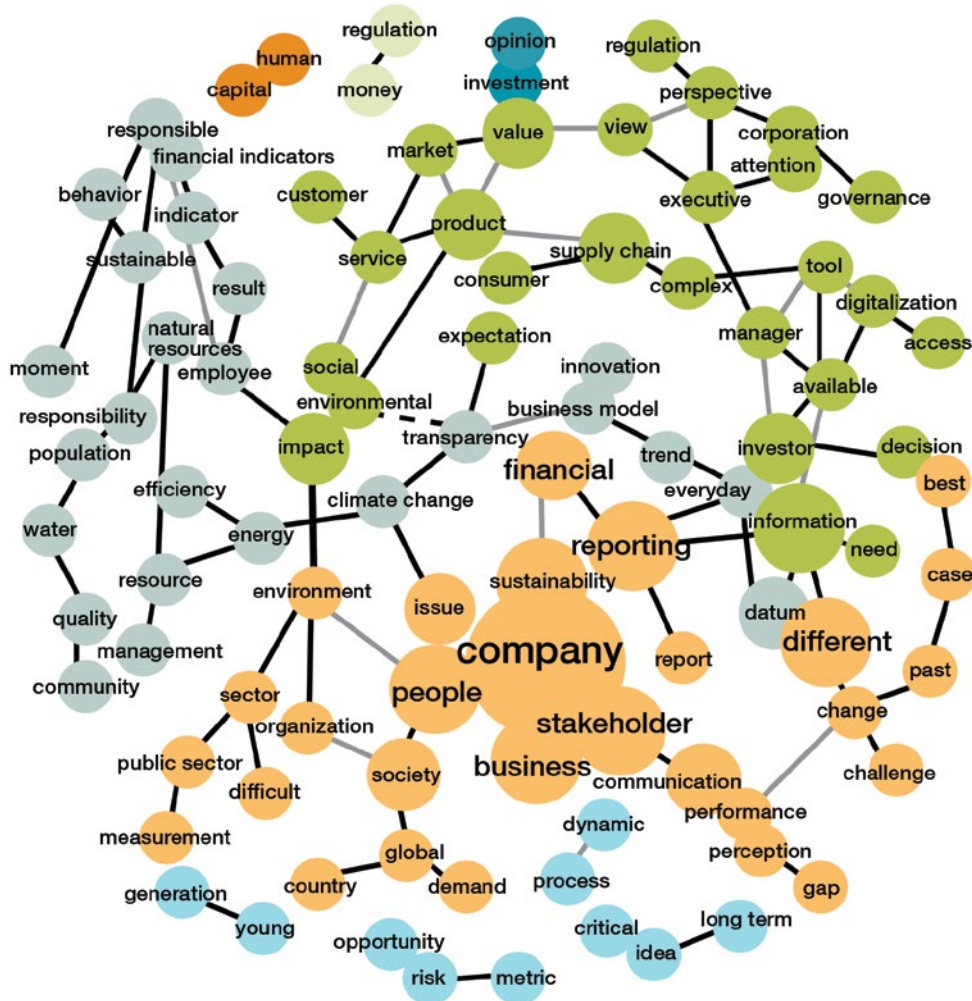 regulation
opinion
human
regulation
capital
money
investment
perspective
responsible
value
view
corporation
financial indicators
market
attention
behavior
customer
executive
governance
indicator
product
sustainable
service
supply chain
consumer
complex
tool
result
digitalization
natural
resources
expectation
manager
access
moment
employee
social
innovation
available
responsibility
environmental
business model
impact
transparency
investor
decision
population
financial
trend
efficiency
climate change
everyday
best
water
energy
reporting
information
need
resource
environment
sustainability
issue
case
quality
datum
management
company
report
different
community
sector
people
past
organization
stakeholder
change
public sector
society
business
communication
challenge
difficult
performance
measurement
dynamic
global
perception
generation
country
demand
process
gap
young
opportunity
critical
long term
idea
risk
metric